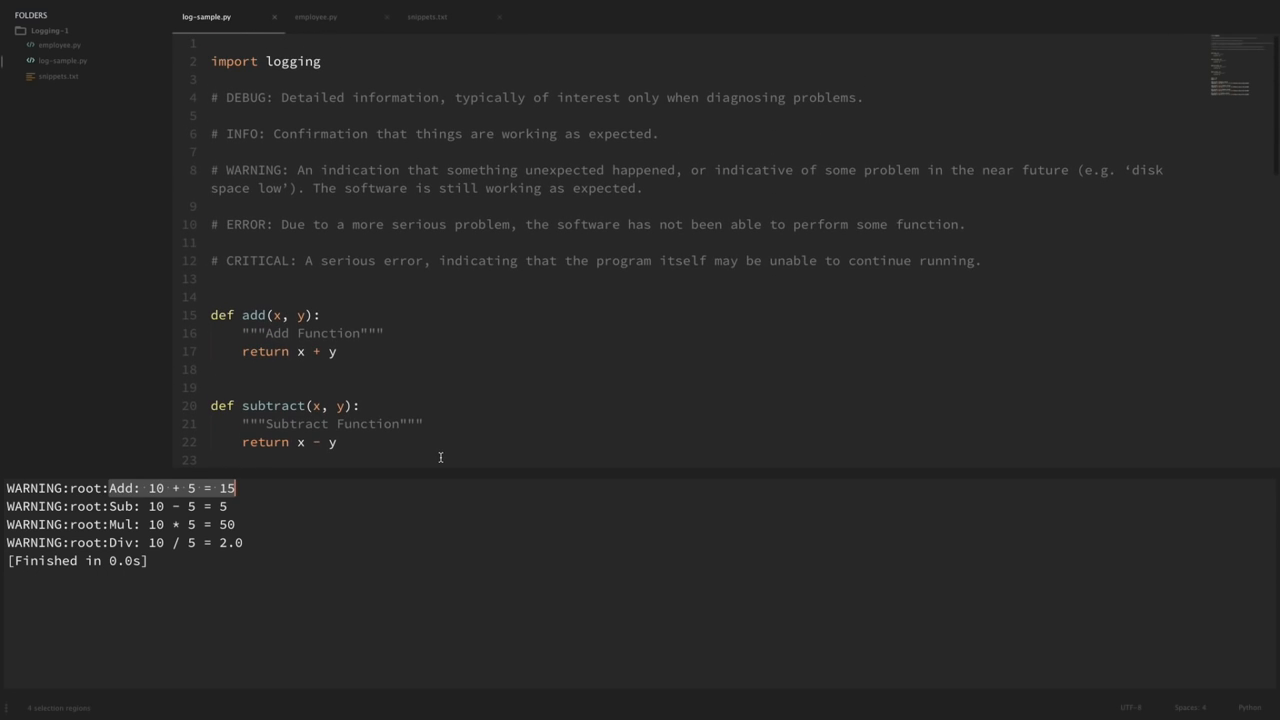 FOLDERS
Logging-1
employee.py
log-sample.py
snippets.txt
log-sample.py × employee.py × snippets.txt ×
1
2 import logging
3
4 # DEBUG: Detailed information, typically of interest only when diagnosing problems.
5
6 # INFO: Confirmation that things are working as expected.
7
8 # WARNING: An indication that something unexpected happened, or indicative of some problem in the near future (e.g. ‘disk
space low’). The software is still working as expected.
9
10 # ERROR: Due to a more serious problem, the software has not been able to perform some function.
11
12 # CRITICAL: A serious error, indicating that the program itself may be unable to continue running.
13
14
15 def add(x, y):
16 """Add Function"""
17 return x + y
18
19
20 def subtract(x, y):
21 """Subtract Function"""
22 return x - y
23
WARNING:root:Add: 10 + 5 = 15
WARNING:root:Sub: 10 - 5 = 5
WARNING:root:Mul: 10 * 5 = 50
WARNING:root:Div: 10 / 5 = 2.0
[Finished in 0.0s]
4 selection regions UTF-8 Spaces: 4 Python